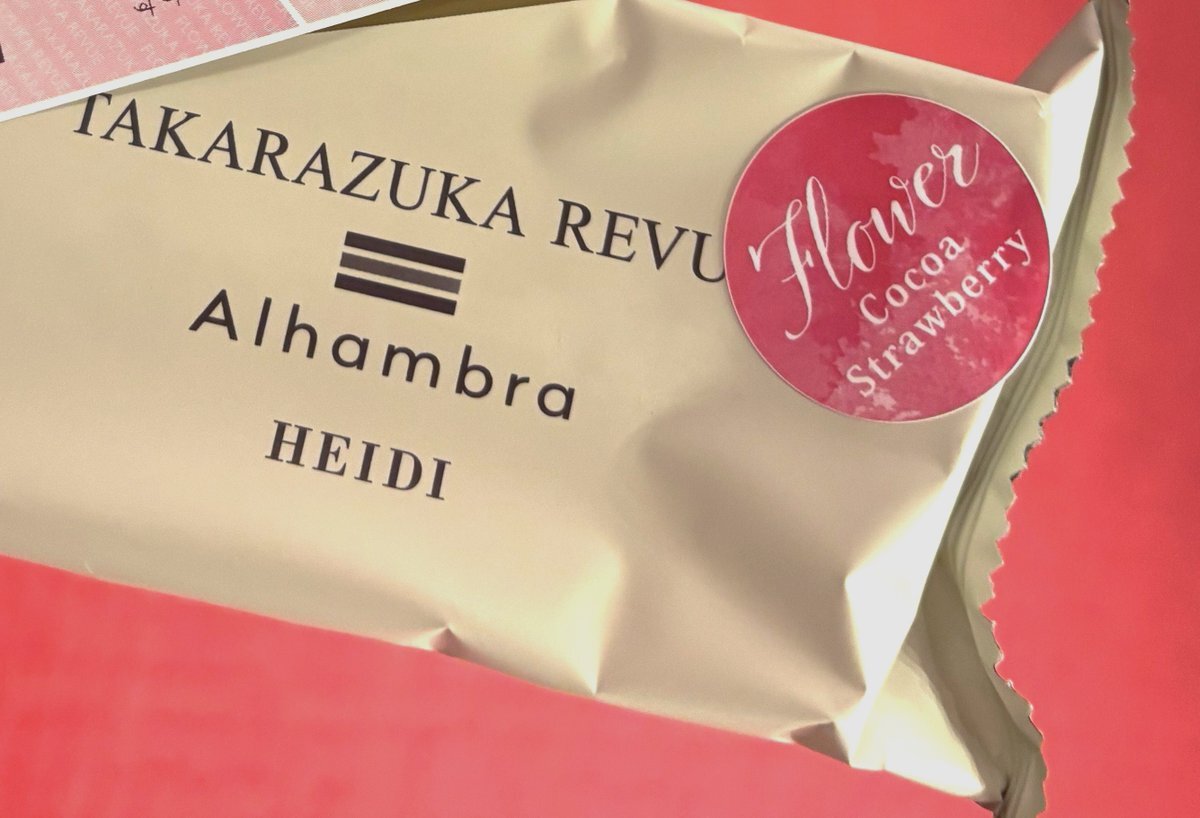 TAKARAZUKA REVU
Alhambra
HEIDI
Flower
Cocoa
Strawberry